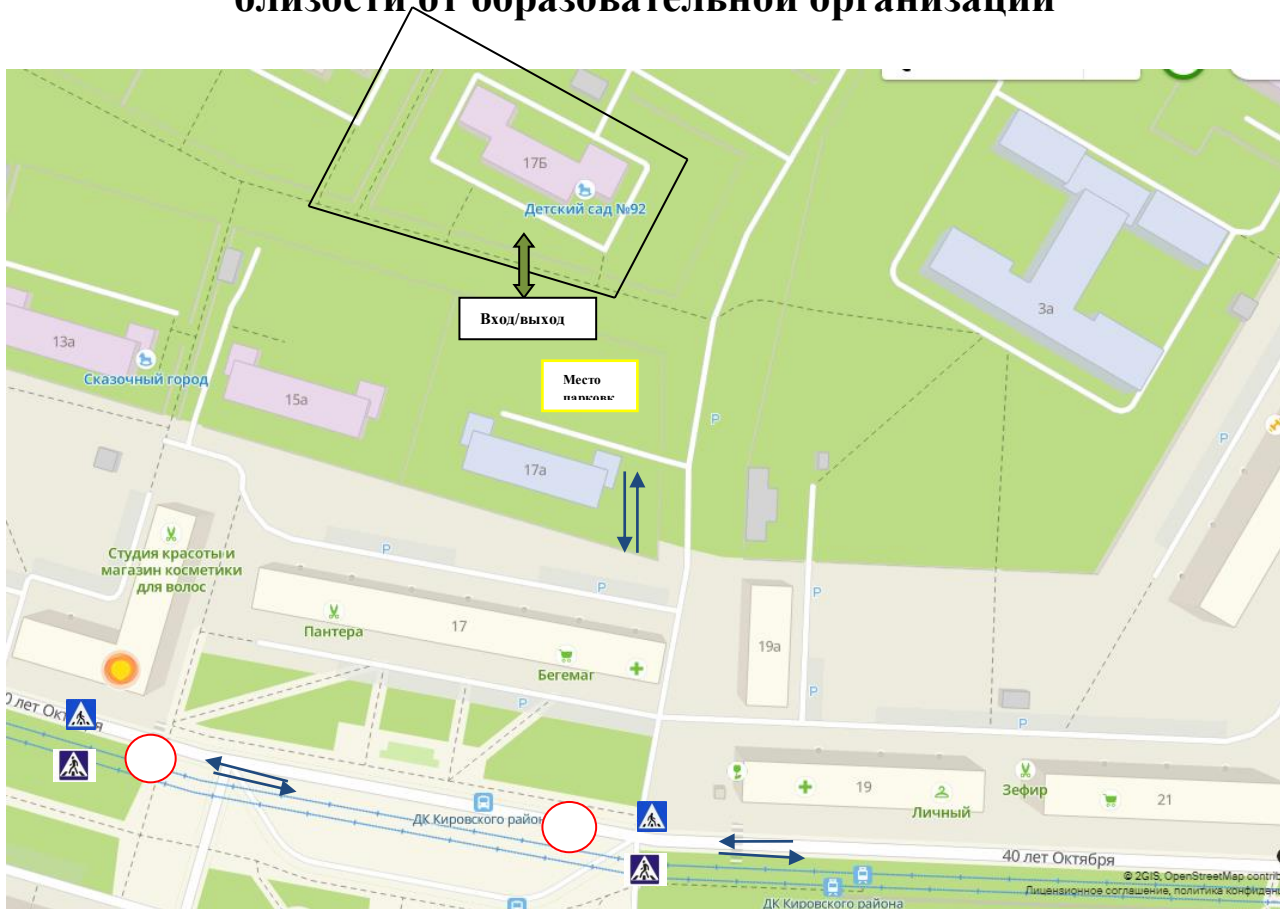 близости от образовательной организации
17Б
Детский сад №92
Вход/выход
3а
13а
Сказочный город
15а
Место
парковк
17а
P
P
Студия красоты и
магазин косметики
для волос
P
P
P
Пантера
17
Бегемаг
19а
P
P
P
0 лет Октября
19
Личный
Зефир
21
ДК Кировского район
40 лет Октября
© 2GIS, OpenStreetMap contrib
Лицензионное соглашение, политика конфиден
ДК Кировского района